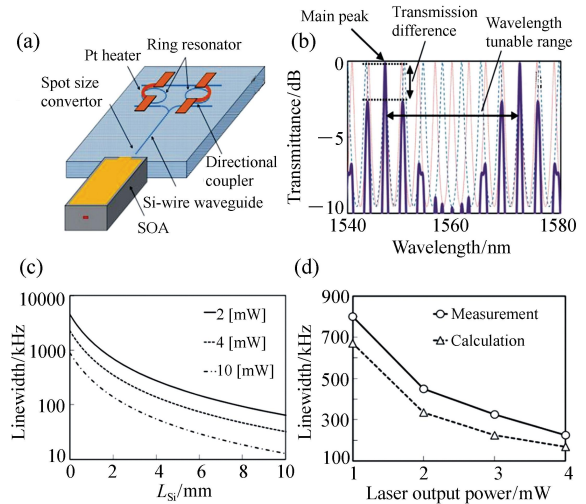 (a)
Ring resonator
Pt heater
Spot size
convertor
Directional
coupler
Si-wire waveguide
SOA
(b)
Main peak
Transmission
difference
Wavelength
tunable range
Transmittance/dB
0
−5
−10
1540
1560
1580
Wavelength/nm
(c)
Linewidth/kHz
10000
1000
100
10
2 [mW]
4 [mW]
10 [mW]
0
2
4
6
8
10
LSi/mm
(d)
Linewidth/kHz
900
700
500
300
100
Measurement
Calculation
1
2
3
4
Laser output power/mW